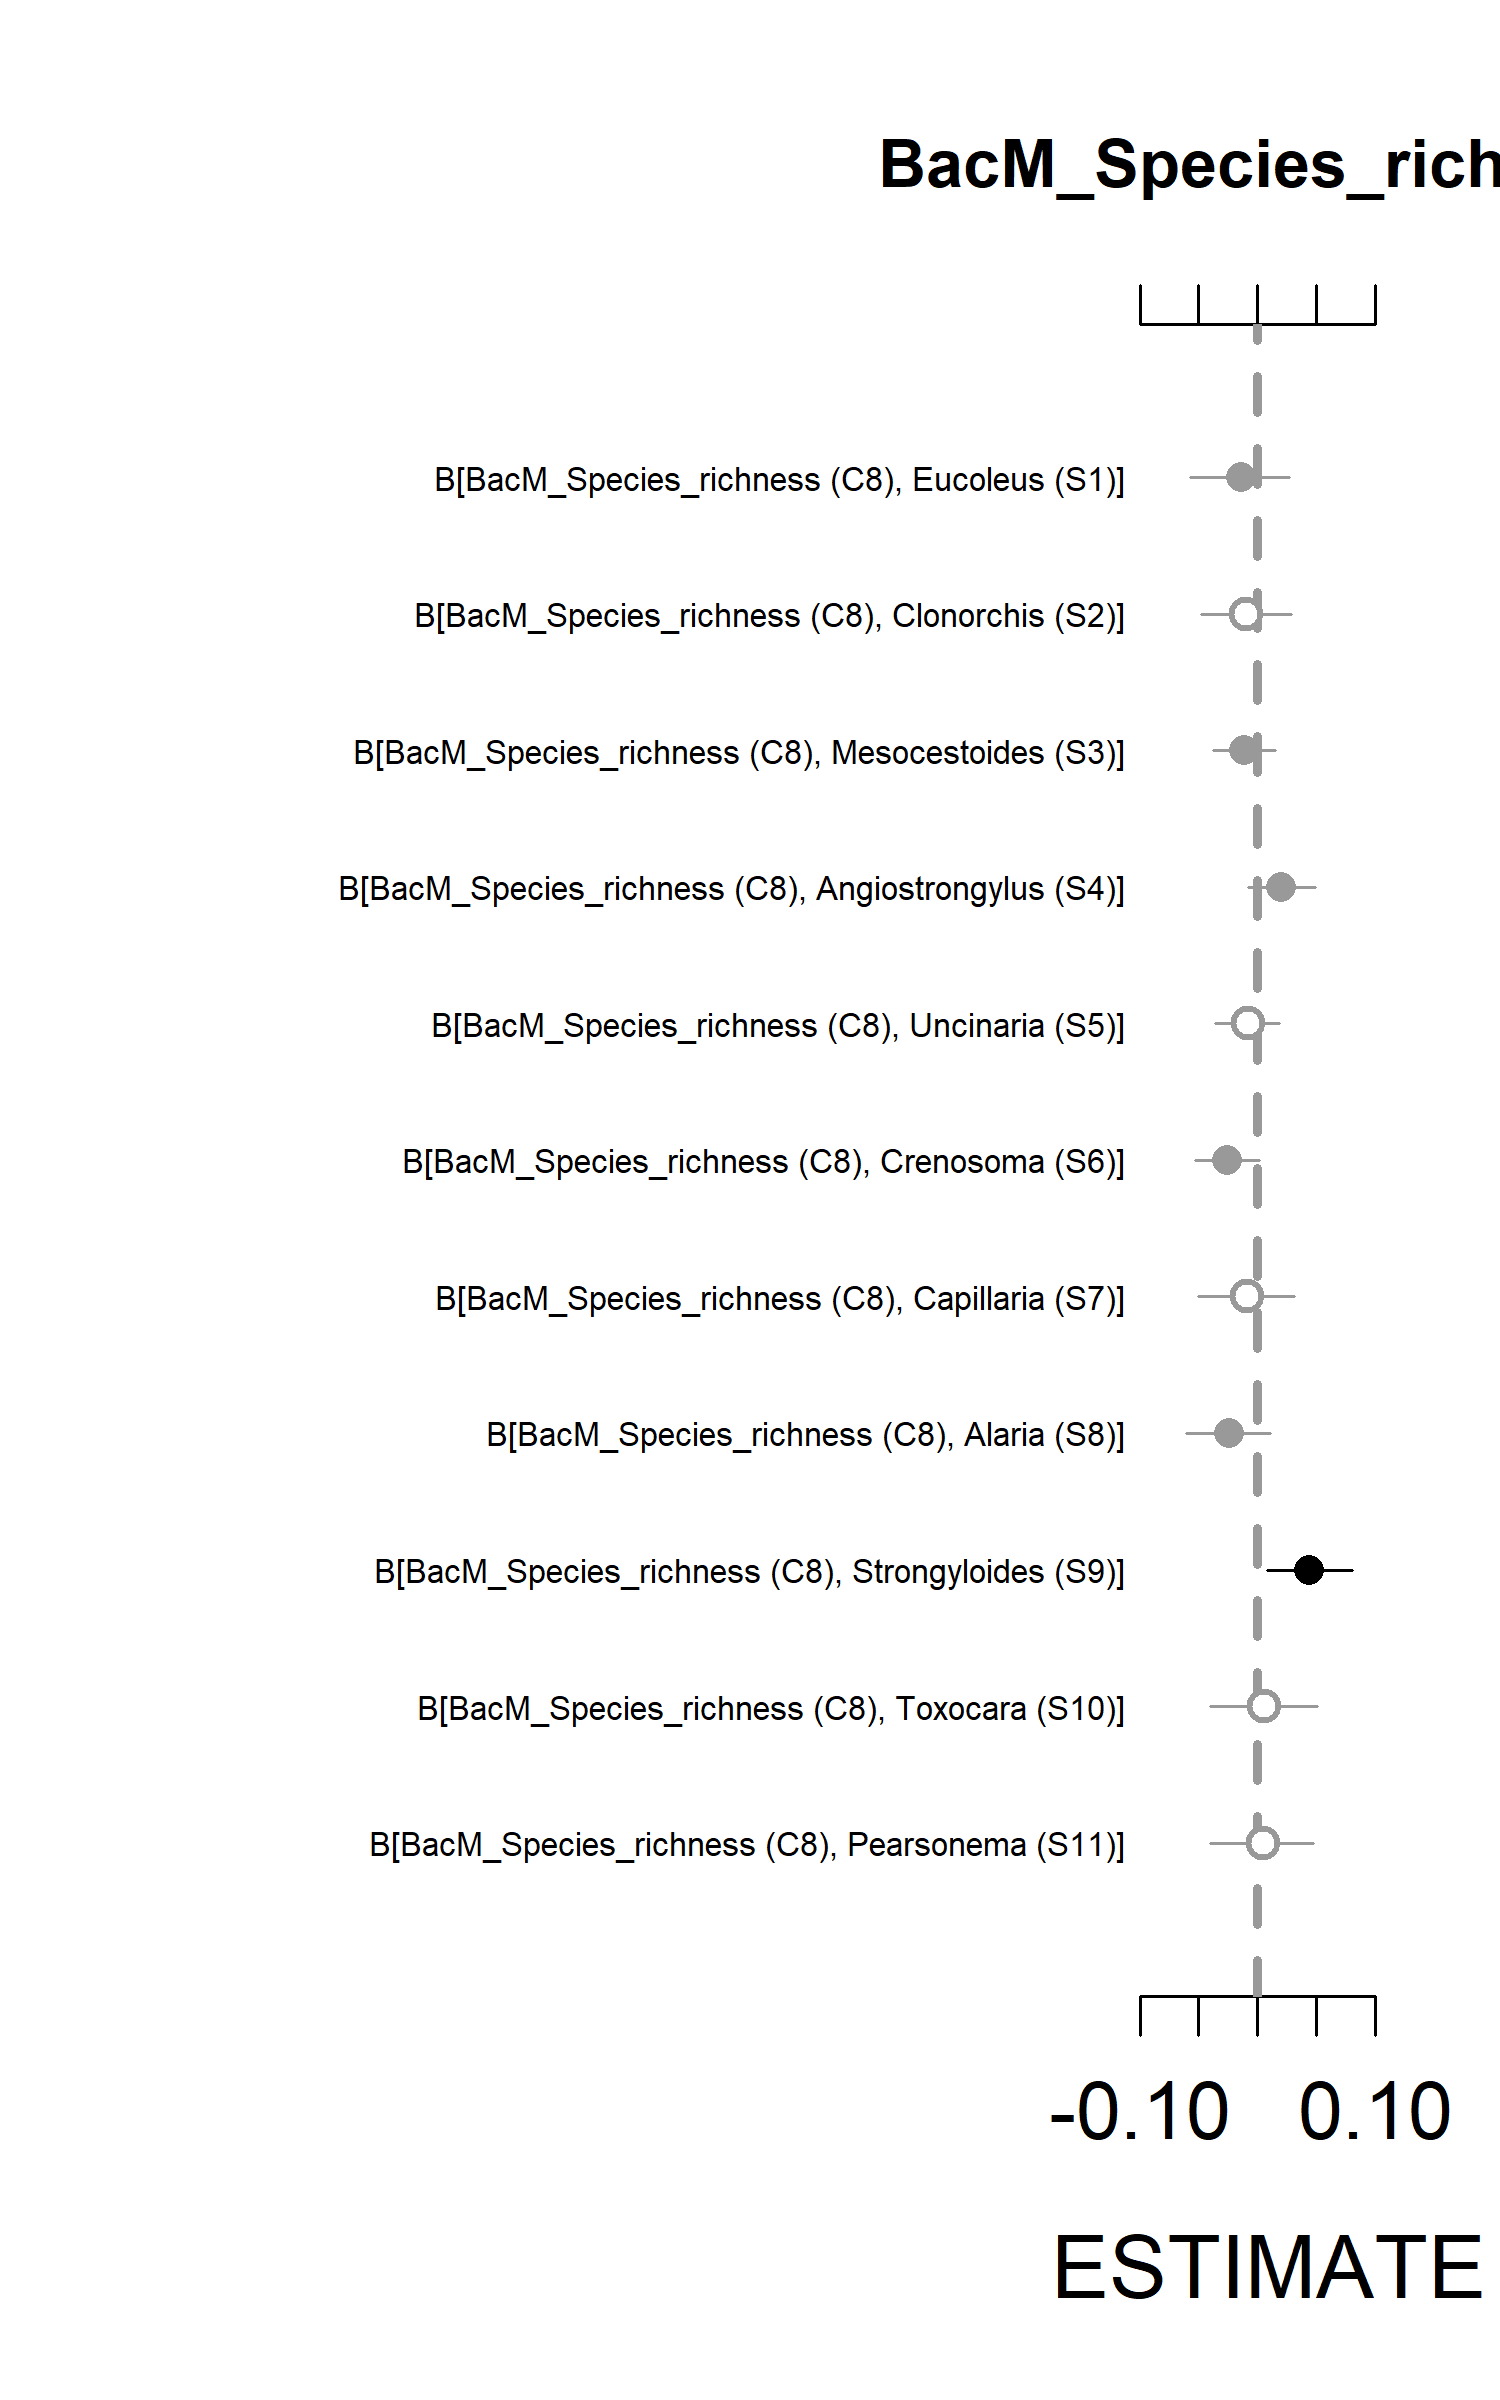 BacM_Species_rich
B[BacM_Species_richness (C8), Eucoleus (S1)]
B[BacM_Species_richness (C8), Clonorchis (S2)]
B[BacM_Species_richness (C8), Mesocestoides (S3)]
B[BacM_Species_richness (C8), Angiostrongylus (S4)]
B[BacM_Species_richness (C8), Uncinaria (S5)]
B[BacM_Species_richness (C8), Crenosoma (S6)]
B[BacM_Species_richness (C8), Capillaria (S7)]
B[BacM_Species_richness (C8), Alaria (S8)]
B[BacM_Species_richness (C8), Strongyloides (S9)]
B[BacM_Species_richness (C8), Toxocara (S10)]
B[BacM_Species_richness (C8), Pearsonema (S11)]
-0.10 0.10
ESTIMATE